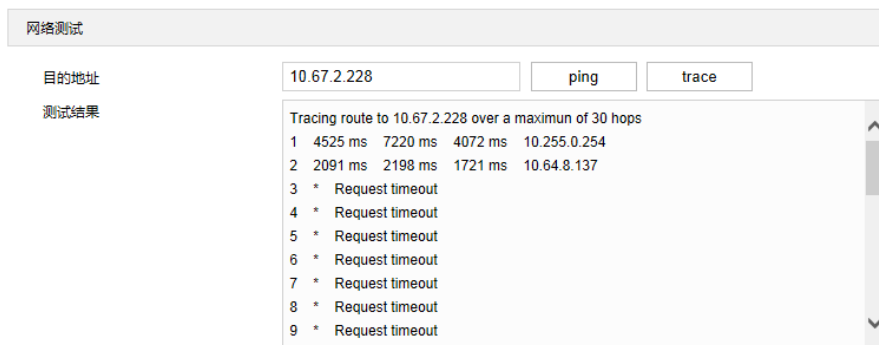 网络测试
目的地址 10.67.2.228 ping trace
测试结果
Tracing route to 10.67.2.228 over a maximun of 30 hops
1 4525 ms 7220 ms 4072 ms 10.255.0.254
2 2091 ms 2198 ms 1721 ms 10.64.8.137
3 * Request timeout
4 * Request timeout
5 * Request timeout
6 * Request timeout
7 * Request timeout
8 * Request timeout
9 * Request timeout